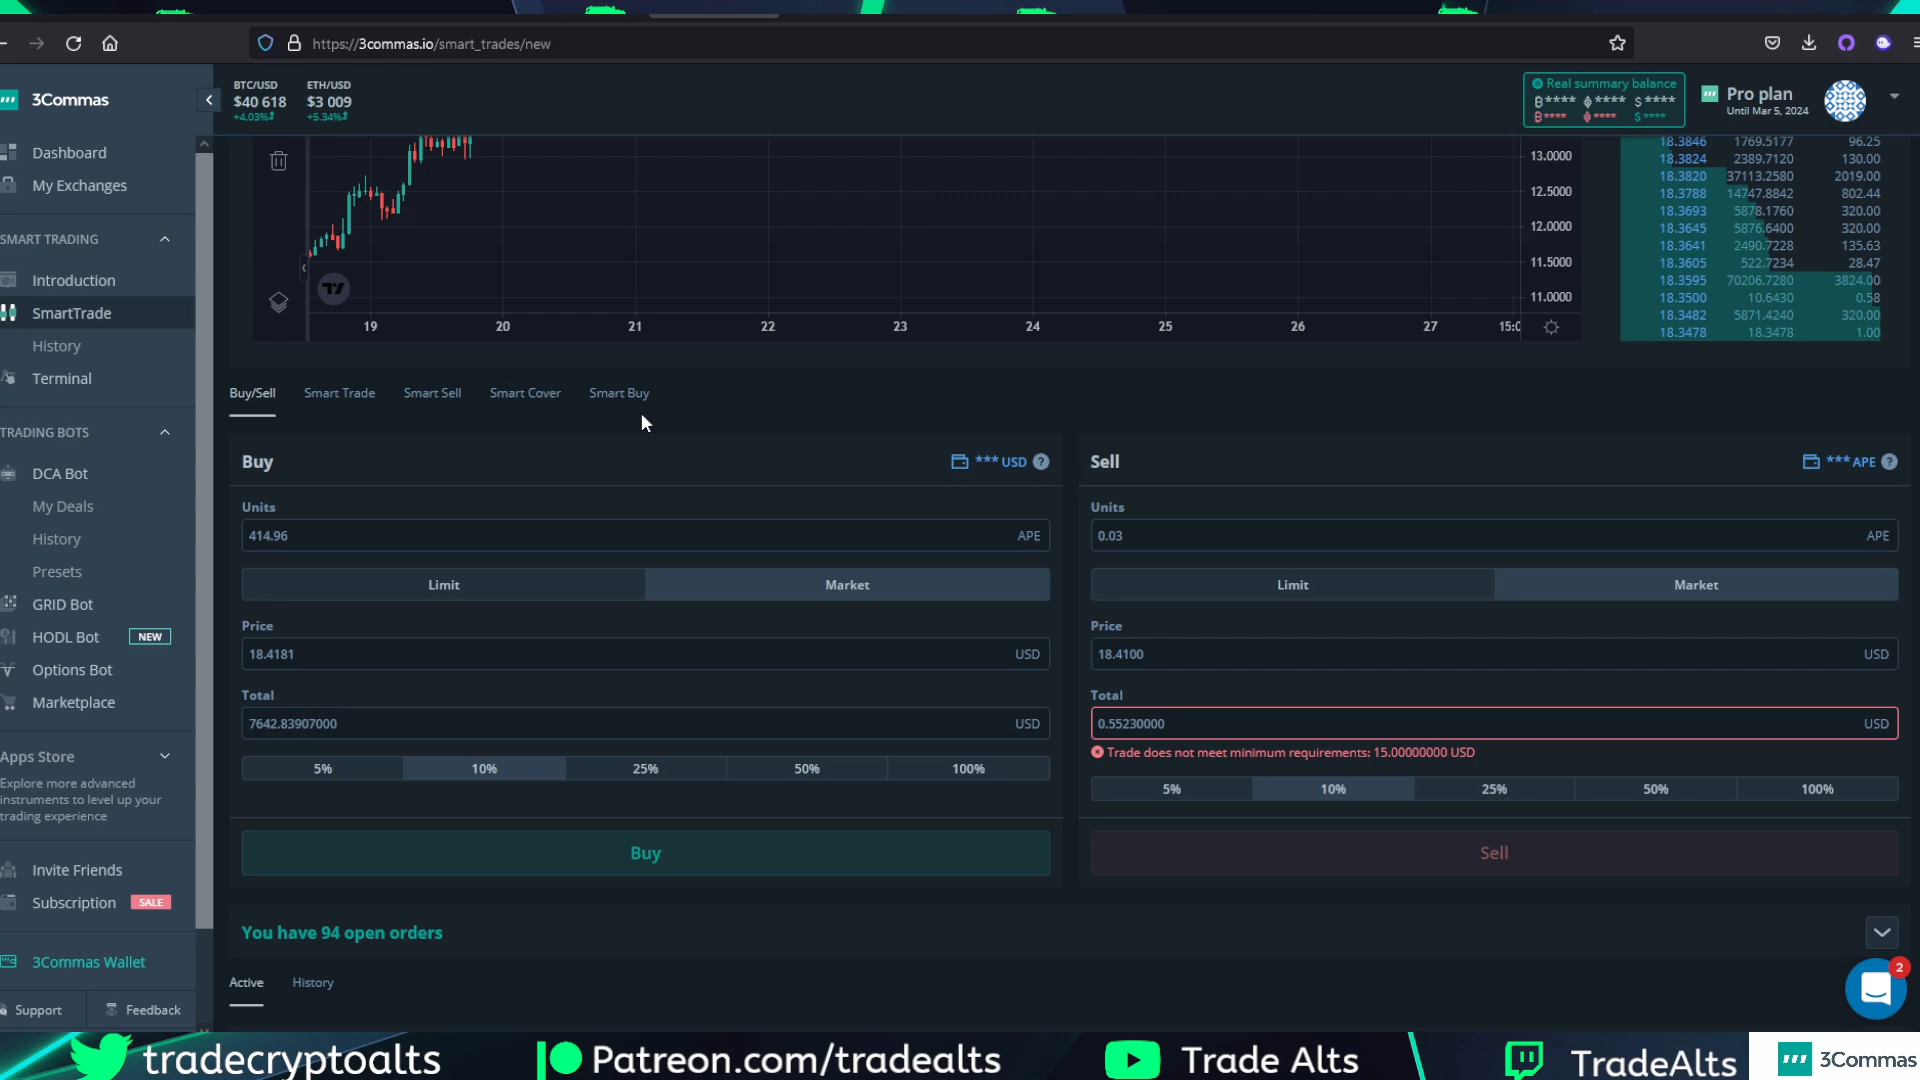 https://3commas.io/smart_trades/new
3Commas
BTC/USD
$40 618
+4.03%
ETH/USD
$3 009
+5.34%
Real summary balance
₿**** **** $****
₿**** **** $****
Pro plan
Until Mar 5, 2024
Dashboard
My Exchanges
SMART TRADING
Introduction
SmartTrade
History
Terminal
TRADING BOTS
DCA Bot
My Deals
History
Presets
GRID Bot
HODL Bot NEW
Options Bot
Marketplace
Apps Store
Explore more advanced
instruments to level up your
trading experience
Invite Friends
Subscription SALE
3Commas Wallet
Support Feedback
13.0000
12.5000
12.0000
11.5000
11.0000
19 20 21 22 23 24 25 26 27 15:0
18.3846 1769.5177 96.25
18.3824 2389.7120 130.00
18.3820 37113.2580 2019.00
18.3788 14747.8842 802.44
18.3693 5878.1760 320.00
18.3645 5876.6400 320.00
18.3641 2490.7228 135.63
18.3605 522.7234 28.47
18.3595 70206.7280 3824.00
18.3500 10.6430 0.58
18.3482 5871.4240 320.00
18.3478 18.3478 1.00
Buy/Sell Smart Trade Smart Sell Smart Cover Smart Buy
Buy *** USD ?
Units
414.96 APE
Limit Market
Price
18.4181 USD
Total
7642.83907000 USD
5% 10% 25% 50% 100%
Buy
Sell *** APE ?
Units
0.03 APE
Limit Market
Price
18.4100 USD
Total
0.55230000 USD
Trade does not meet minimum requirements: 15.00000000 USD
5% 10% 25% 50% 100%
Sell
You have 94 open orders
Active History
2
tradecryptoalts
Patreon.com/tradealts
Trade Alts
TradeAlts
3Commas